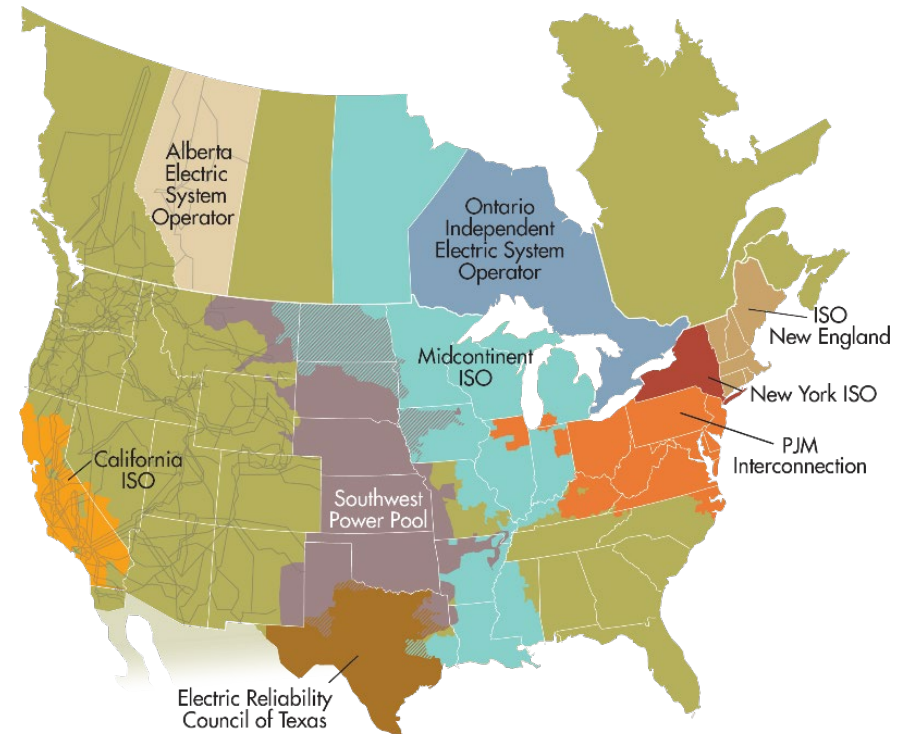 Alberta
Electric
System
Operator
Ontario
Independent
Electric System
Operator
ISO
New England
Midcontinent
ISO
New York ISO
PJM
Interconnection
California
ISO
Southwest
Power Pool
Electric Reliability
Council of Texas